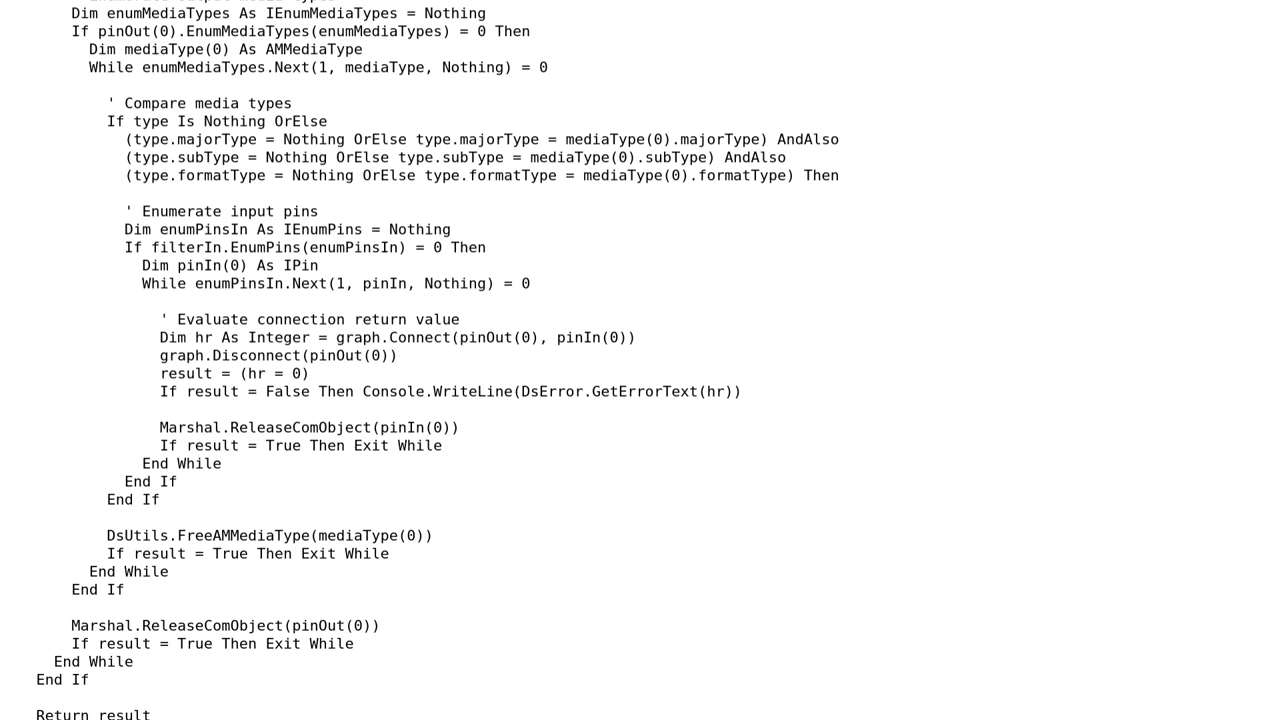 Dim enumMediaTypes As IEnumMediaTypes = Nothing
If pinOut(0).EnumMediaTypes(enumMediaTypes) = 0 Then
Dim mediaType(0) As AMMediaType
While enumMediaTypes.Next(1, mediaType, Nothing) = 0
' Compare media types
If type Is Nothing OrElse
(type.majorType = Nothing OrElse type.majorType = mediaType(0).majorType) AndAlso
(type.subType = Nothing OrElse type.subType = mediaType(0).subType) AndAlso
(type.formatType = Nothing OrElse type.formatType = mediaType(0).formatType) Then
' Enumerate input pins
Dim enumPinsIn As IEnumPins = Nothing
If filterIn.EnumPins(enumPinsIn) = 0 Then
Dim pinIn(0) As IPin
While enumPinsIn.Next(1, pinIn, Nothing) = 0
' Evaluate connection return value
Dim hr As Integer = graph.Connect(pinOut(0), pinIn(0))
graph.Disconnect(pinOut(0))
result = (hr = 0)
If result = False Then Console.WriteLine(DsError.GetErrorText(hr))
Marshal.ReleaseComObject(pinIn(0))
If result = True Then Exit While
End While
End If
End If
DsUtils.FreeAMMediaType(mediaType(0))
If result = True Then Exit While
End While
End If
Marshal.ReleaseComObject(pinOut(0))
If result = True Then Exit While
End While
End If
Return result